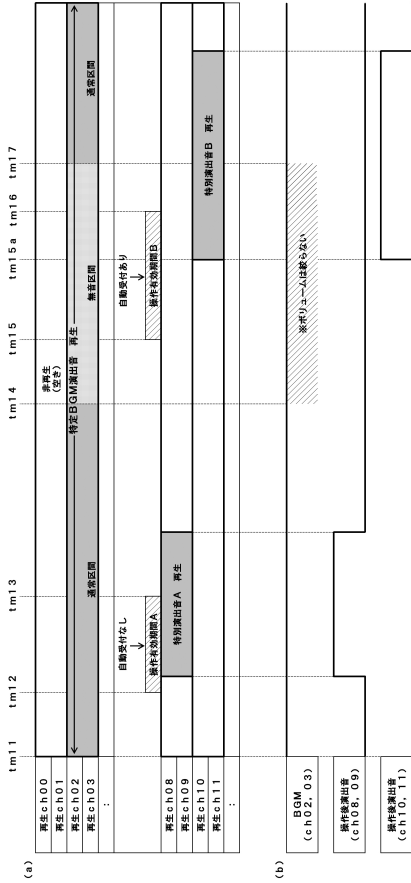 (a)
tm11
tm12
tm13
tm14
tm15
tm15a
tm16
tm17
再生ch00
再生ch01
再生ch02
再生ch03
:
再生ch08
再生ch09
再生ch10
再生ch11
:
非再生
(空き)
特定BGM演出音 再生
通常区間
無音区間
通常区間
自動受付なし
操作有効期間A
自動受付あり
操作有効期間B
特別演出音A 再生
特別演出音B 再生
(b)
BGM
(ch02, 03)
操作後演出音
(ch08, 09)
操作後演出音
(ch10, 11)
※ボリュームは絞らない